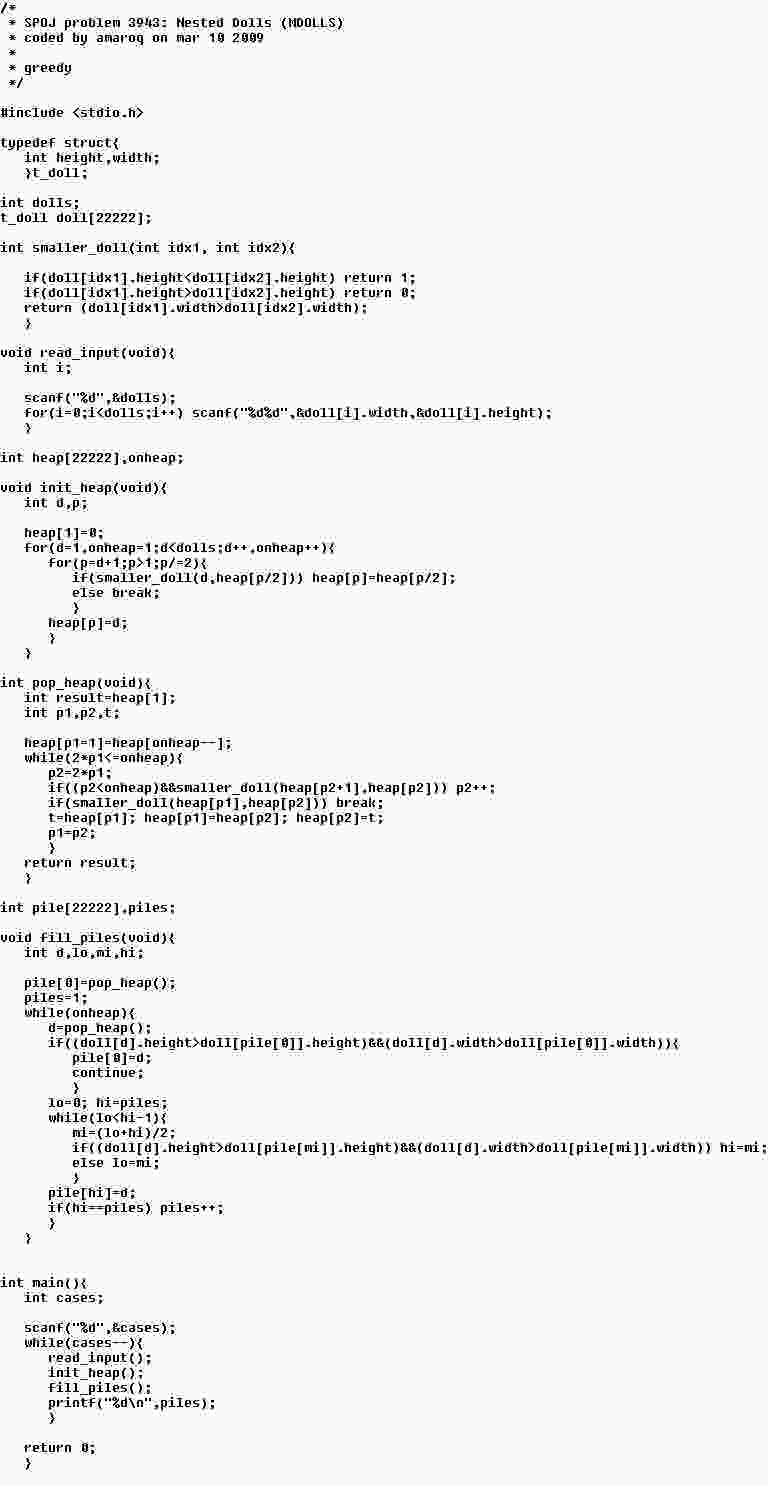 /*
 * SPOJ problem 3943: Nested Dolls (MDOLLS)
 * coded by amaroq on mar 10 2009
 *
 * greedy
 */

#include <stdio.h>

typedef struct{
   int height,width;
   }t_doll;

int dolls;
t_doll doll[22222];

int smaller_doll(int idx1, int idx2){

   if(doll[idx1].height<doll[idx2].height) return 1;
   if(doll[idx1].height>doll[idx2].height) return 0;
   return (doll[idx1].width>doll[idx2].width);
   }

void read_input(void){
   int i;

   scanf("%d",&dolls);
   for(i=0;i<dolls;i++) scanf("%d%d",&doll[i].width,&doll[i].height);
   }

int heap[22222],onheap;

void init_heap(void){
   int d,p;

   heap[1]=0;
   for(d=1,onheap=1;d<dolls;d++,onheap++){
      for(p=d+1;p>1;p/=2){
         if(smaller_doll(d,heap[p/2])) heap[p]=heap[p/2];
         else break;
         }
      heap[p]=d;
      }
   }

int pop_heap(void){
   int result=heap[1];
   int p1,p2,t;

   heap[p1=1]=heap[onheap--];
   while(2*p1<=onheap){
      p2=2*p1;
      if((p2<onheap)&&smaller_doll(heap[p2+1],heap[p2])) p2++;
      if(smaller_doll(heap[p1],heap[p2])) break;
      t=heap[p1]; heap[p1]=heap[p2]; heap[p2]=t;
      p1=p2;
      }
   return result;
   }

int pile[22222],piles;

void fill_piles(void){
   int d,lo,mi,hi;

   pile[0]=pop_heap();
   piles=1;
   while(onheap){
      d=pop_heap();
      if((doll[d].height>doll[pile[0]].height)&&(doll[d].width>doll[pile[0]].width)){
         pile[0]=d;
         continue;
         }
      lo=0; hi=piles;
      while(lo<hi-1){
         mi=(lo+hi)/2;
         if((doll[d].height>doll[pile[mi]].height)&&(doll[d].width>doll[pile[mi]].width)) hi=mi;
         else lo=mi;
         }
      pile[hi]=d;
      if(hi==piles) piles++;
      }
   }


int main(){
   int cases;

   scanf("%d",&cases);
   while(cases--){
      read_input();
      init_heap();
      fill_piles();
      printf("%d\n",piles);
      }

   return 0;
   }